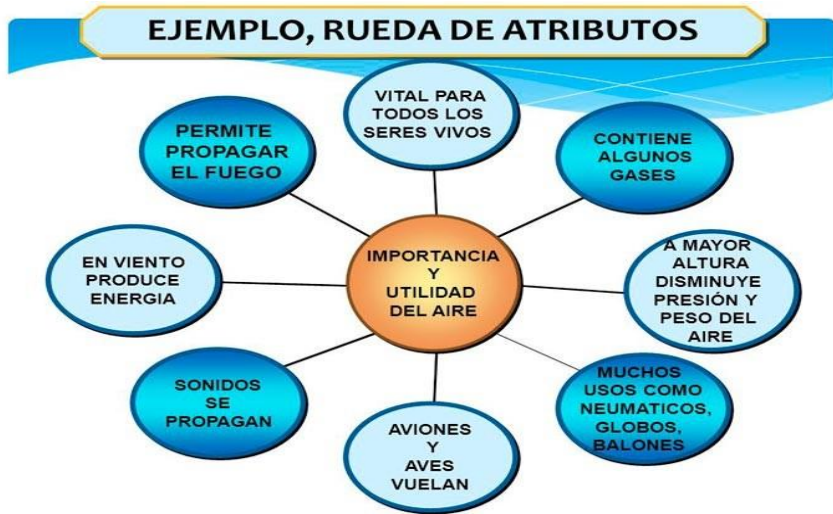 EJEMPLO, RUEDA DE ATRIBUTOS
VITAL PARA
TODOS LOS
SERES VIVOS
PERMITE
PROPAGAR
EL FUEGO
CONTIENE
ALGUNOS
GASES
EN VIENTO
PRODUCE
ENERGIA
IMPORTANCIA
Y
UTILIDAD
DEL AIRE
A MAYOR
ALTURA
DISMINUYE
PRESIÓN Y
PESO DEL
AIRE
SONIDOS
SE
PROPAGAN
AVIONES
Y
AVES
VUELAN
MUCHOS
USOS COMO
NEUMATICOS,
GLOBOS,
BALONES